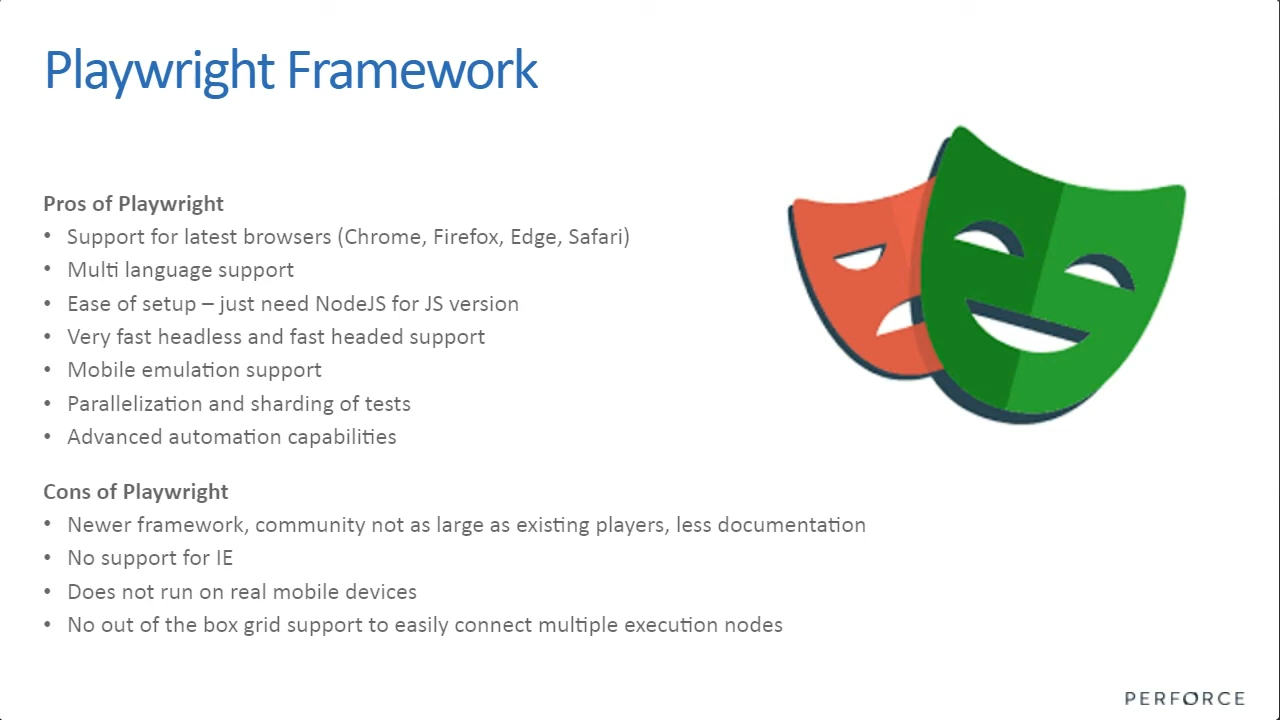 Playwright Framework
Pros of Playwright
• Support for latest browsers (Chrome, Firefox, Edge, Safari)
• Multi language support
• Ease of setup – just need NodeJS for JS version
• Very fast headless and fast headed support
• Mobile emulation support
• Parallelization and sharding of tests
• Advanced automation capabilities
Cons of Playwright
• Newer framework, community not as large as existing players, less documentation
• No support for IE
• Does not run on real mobile devices
• No out of the box grid support to easily connect multiple execution nodes
PERFORCE